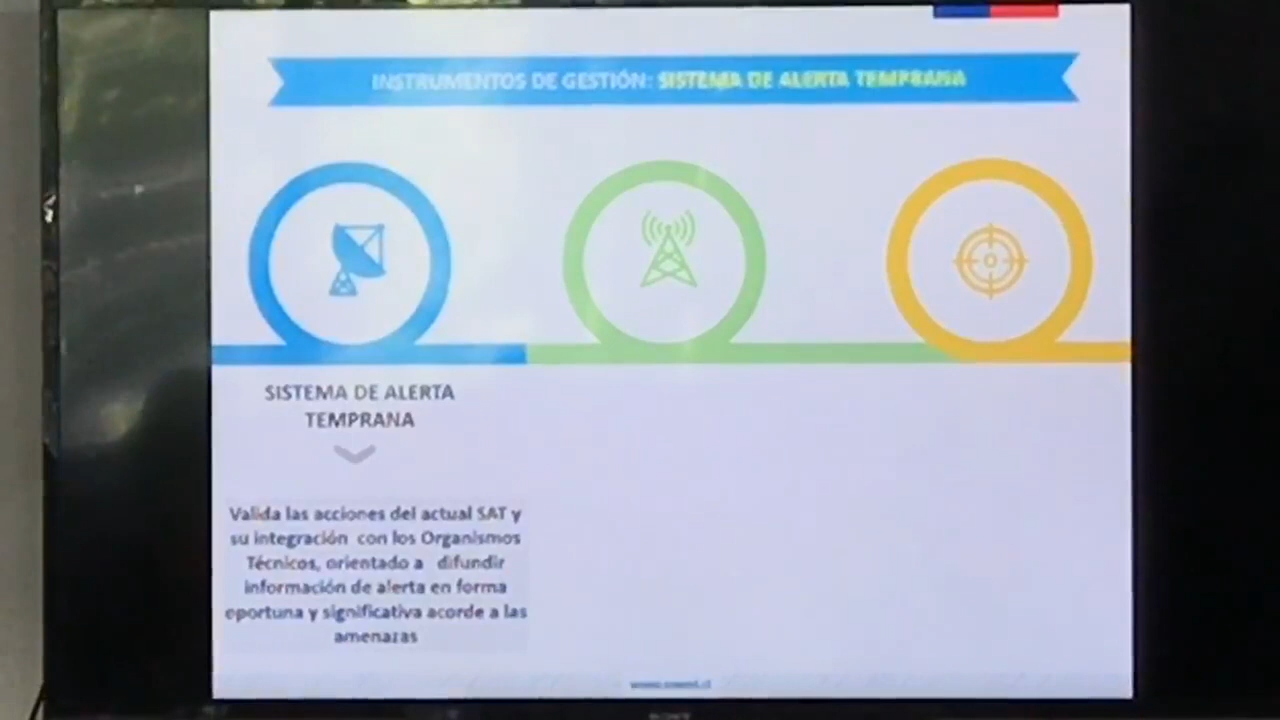 INSTRUMENTOS DE GESTIÓN: SISTEMA DE ALERTA TEMPRANA
SISTEMA DE ALERTA
TEMPRANA
Valida las acciones del actual SAT y
su integración con los Organismos
Técnicos, orientado a difundir
información de alerta en forma
oportuna y significativa acorde a las
amenazas
SONY